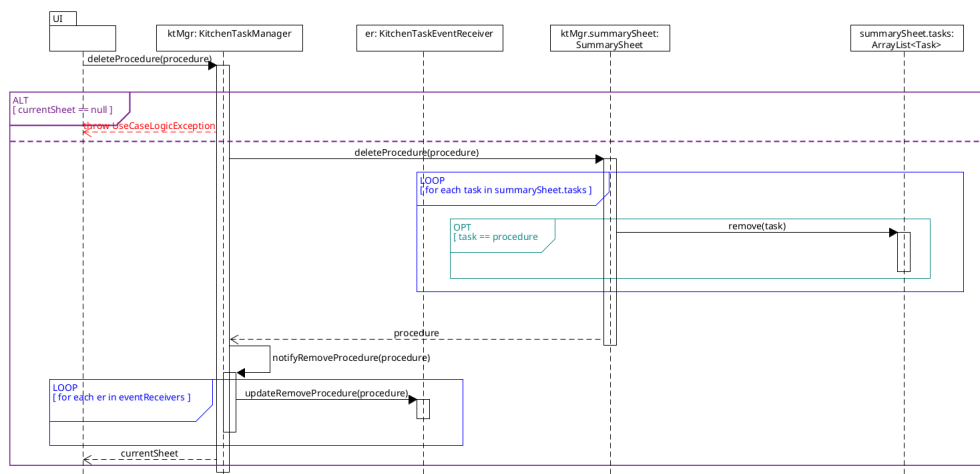 UI
ktMgr: KitchenTaskManager
er: KitchenTaskEventReceiver
ktMgr.summarySheet:
SummarySheet
summarySheet.tasks:
ArrayList<Task>
deleteProcedure(procedure)
ALT
[ currentSheet == null ]
throw UseCaseLogicException
deleteProcedure(procedure)
LOOP
[ for each task in summarySheet.tasks ]
OPT
[ task == procedure
remove(task)
procedure
notifyRemoveProcedure(procedure)
LOOP
[ for each er in eventReceivers ]
updateRemoveProcedure(procedure)
currentSheet